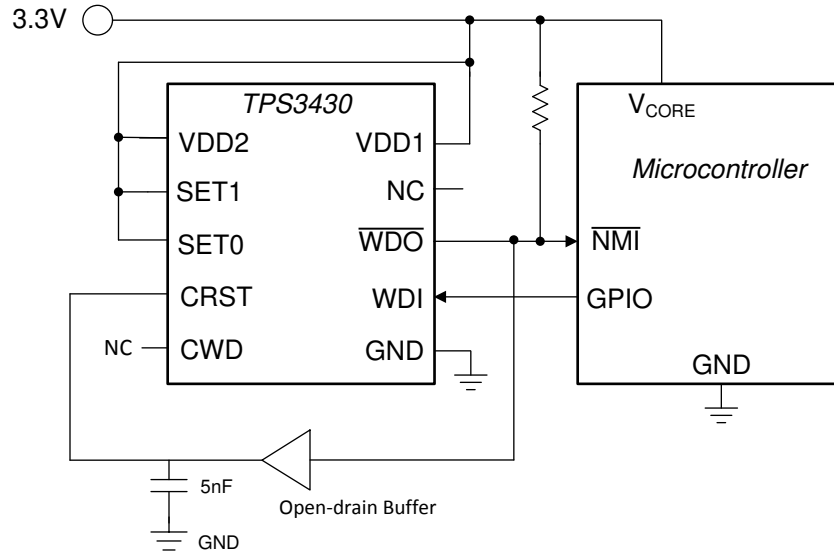 3.3V
TPS3430
VDD2
VDD1
SET1
NC
SET0
WDO
CRST
WDI
NC
CWD
GND
VCORE
Microcontroller
NMI
GPIO
GND
5nF
Open-drain Buffer
GND